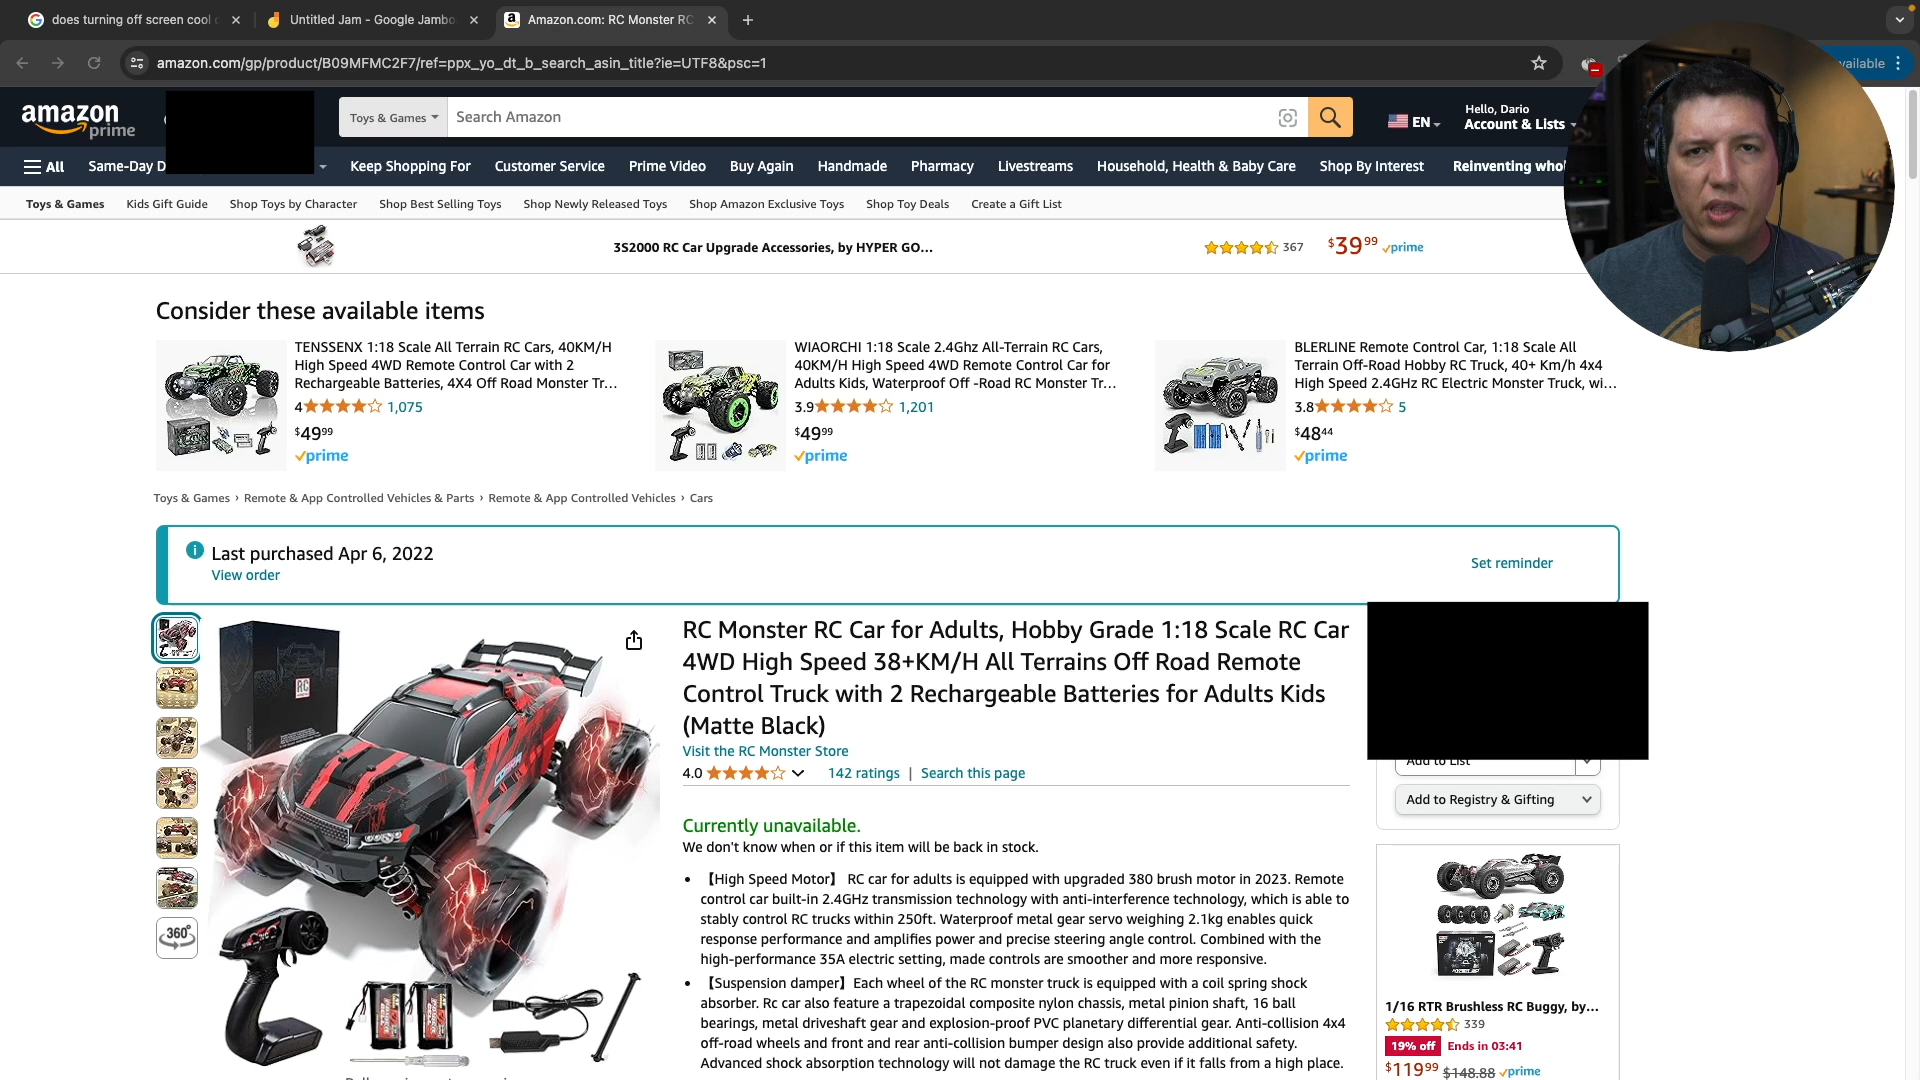 does turning off screen cool
Untitled Jam - Google Jambo
Amazon.com: RC Monster RC
amazon.com/gp/product/B09MFMC2F7/ref=ppx_yo_dt_b_search_asin_title?ie=UTF8&psc=1
amazon prime
Toys & Games
Search Amazon
EN
Hello, Dario
Account & Lists
All
Same-Day D
Keep Shopping For
Customer Service
Prime Video
Buy Again
Handmade
Pharmacy
Livestreams
Household, Health & Baby Care
Shop By Interest
Reinventing
Toys & Games
Kids Gift Guide
Shop Toys by Character
Shop Best Selling Toys
Shop Newly Released Toys
Shop Amazon Exclusive Toys
Shop Toy Deals
Create a Gift List
3S2000 RC Car Upgrade Accessories, by HYPER GO...
367
$39 99 prime
Consider these available items
TENSSENX 1:18 Scale All Terrain RC Cars, 40KM/H
High Speed 4WD Remote Control Car with 2
Rechargeable Batteries, 4X4 Off Road Monster Tr...
4 1,075
$49 99
prime
WIAORCHI 1:18 Scale 2.4Ghz All-Terrain RC Cars,
40KM/H High Speed 4WD Remote Control Car for
Adults Kids, Waterproof Off -Road RC Monster Tr...
3.9 1,201
$49 99
prime
BLERLINE Remote Control Car, 1:18 Scale All
Terrain Off-Road Hobby RC Truck, 40+ Km/h 4x4
High Speed 2.4GHz RC Electric Monster Truck, wi...
3.8 5
$48 44
prime
Toys & Games › Remote & App Controlled Vehicles & Parts › Remote & App Controlled Vehicles › Cars
Last purchased Apr 6, 2022
View order
Set reminder
RC Monster RC Car for Adults, Hobby Grade 1:18 Scale RC Car
4WD High Speed 38+KM/H All Terrains Off Road Remote
Control Truck with 2 Rechargeable Batteries for Adults Kids
(Matte Black)
Visit the RC Monster Store
4.0 142 ratings | Search this page
Currently unavailable.
We don't know when or if this item will be back in stock.
• 【High Speed Motor】 RC car for adults is equipped with upgraded 380 brush motor in 2023. Remote
control car built-in 2.4GHz transmission technology with anti-interference technology, which is able to
stably control RC trucks within 250ft. Waterproof metal gear servo weighing 2.1kg enables quick
response performance and amplifies power and precise steering angle control. Combined with the
high-performance 35A electric setting, made controls are smoother and more responsive.
• 【Suspension damper】Each wheel of the RC monster truck is equipped with a coil spring shock
absorber. Rc car also feature a trapezoidal composite nylon chassis, metal pinion shaft, 16 ball
bearings, metal driveshaft gear and explosion-proof PVC planetary differential gear. Anti-collision 4x4
off-road wheels and front and rear anti-collision bumper design also provide additional safety.
Advanced shock absorption technology will not damage the RC truck even if it falls from a high place.
360°
RC
Add to List
Add to Registry & Gifting
1/16 RTR Brushless RC Buggy, by...
339
19% off Ends in 03:41
$119 99 $148.88 prime